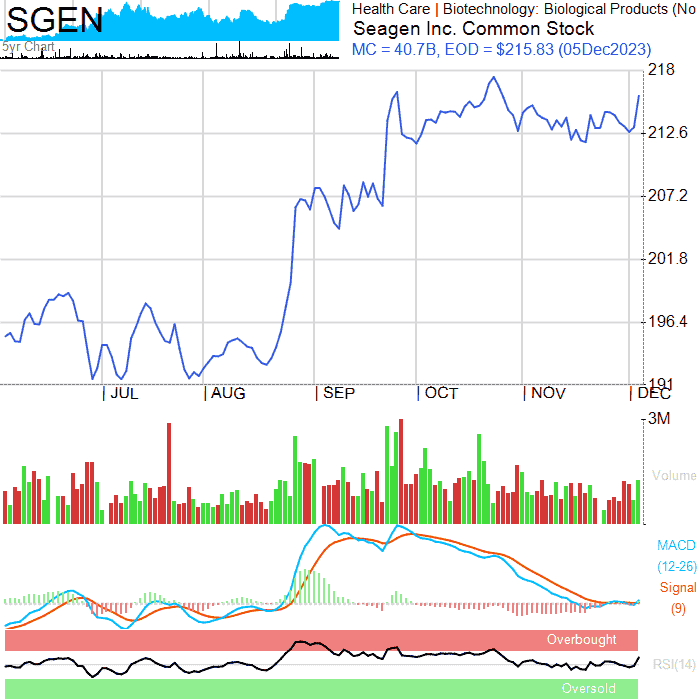 SGEN
5yr Chart
Health Care | Biotechnology: Biological Products (No
Seagen Inc. Common Stock
MC = 40.7B, EOD = $215.83 (05Dec2023)
218
212.6
207.2
201.8
196.4
191
JUL AUG SEP OCT NOV DEC
3M
Volume
MACD
(12-26)
Signal
(9)
Overbought
RSI(14)
Oversold